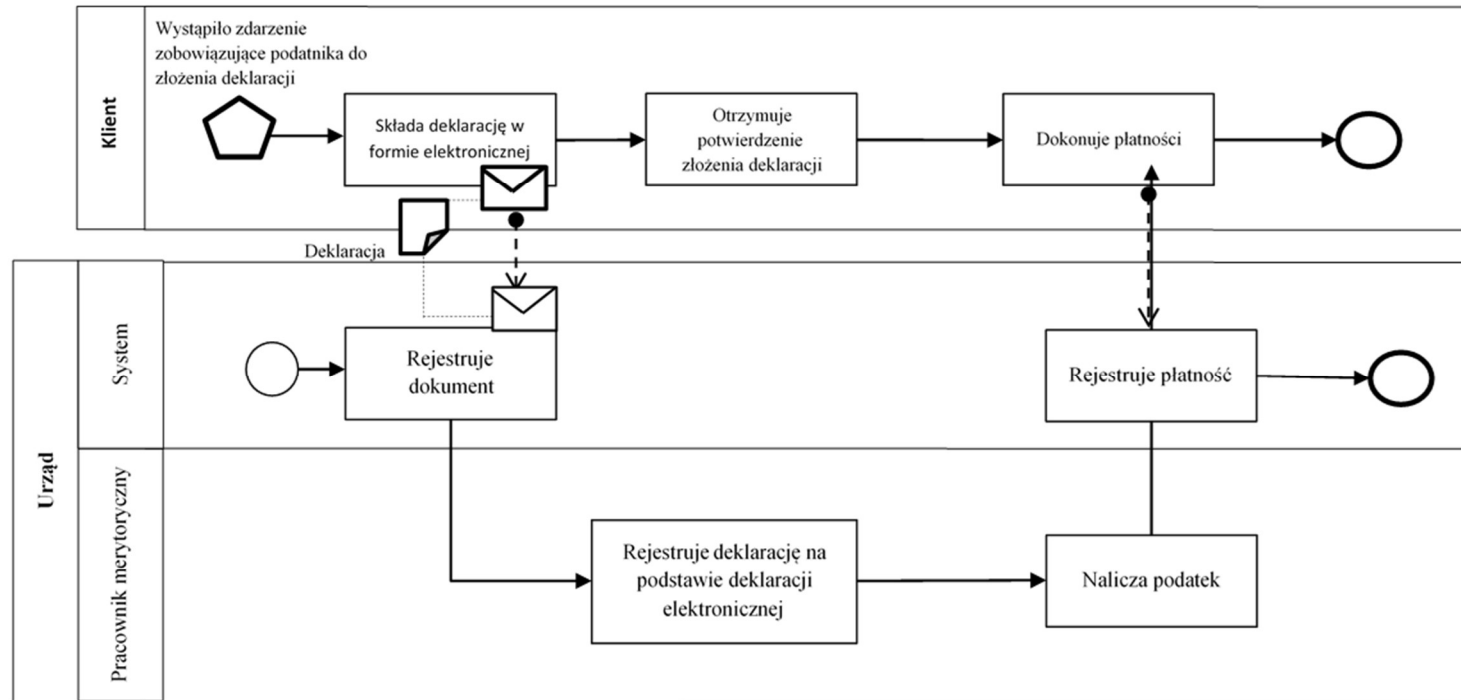 Klient
Wystąpiło zdarzenie
zobowiązujące podatnika do
złożenia deklaracji
Składa deklarację w
formie elektronicznej
Otrzymuje
potwierdzenie
złożenia deklaracji
Dokonuje płatności
Deklaracja
Urząd
System
Rejestruje
dokument
Rejestruje płatność
Pracownik merytoryczny
Rejestruje deklarację na
podstawie deklaracji
elektronicznej
Nalicza podatek